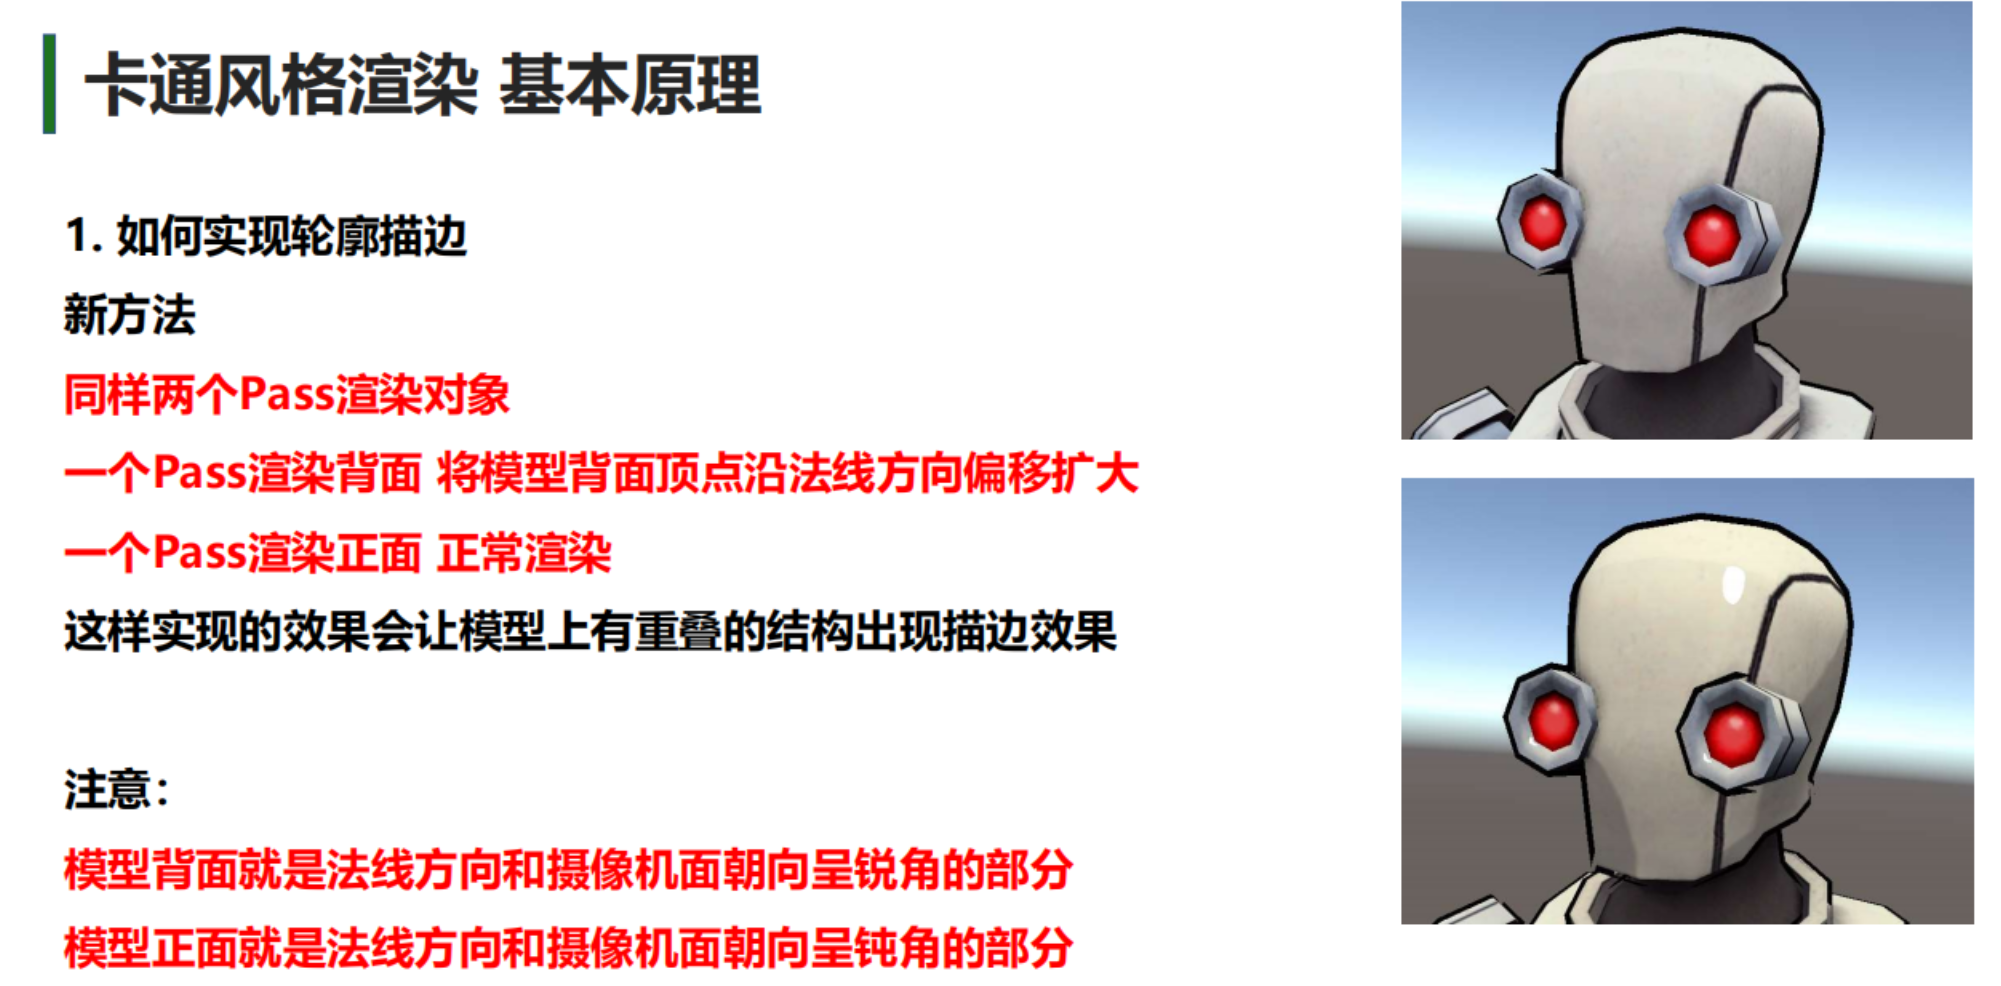 卡通风格渲染 基本原理
1. 如何实现轮廓描边
新方法
同样两个Pass渲染对象
一个Pass渲染背面 将模型背面顶点沿法线方向偏移扩大
一个Pass渲染正面 正常渲染
这样实现的效果会让模型上有重叠的结构出现描边效果
注意：
模型背面就是法线方向和摄像机面朝向呈锐角的部分
模型正面就是法线方向和摄像机面朝向呈钝角的部分